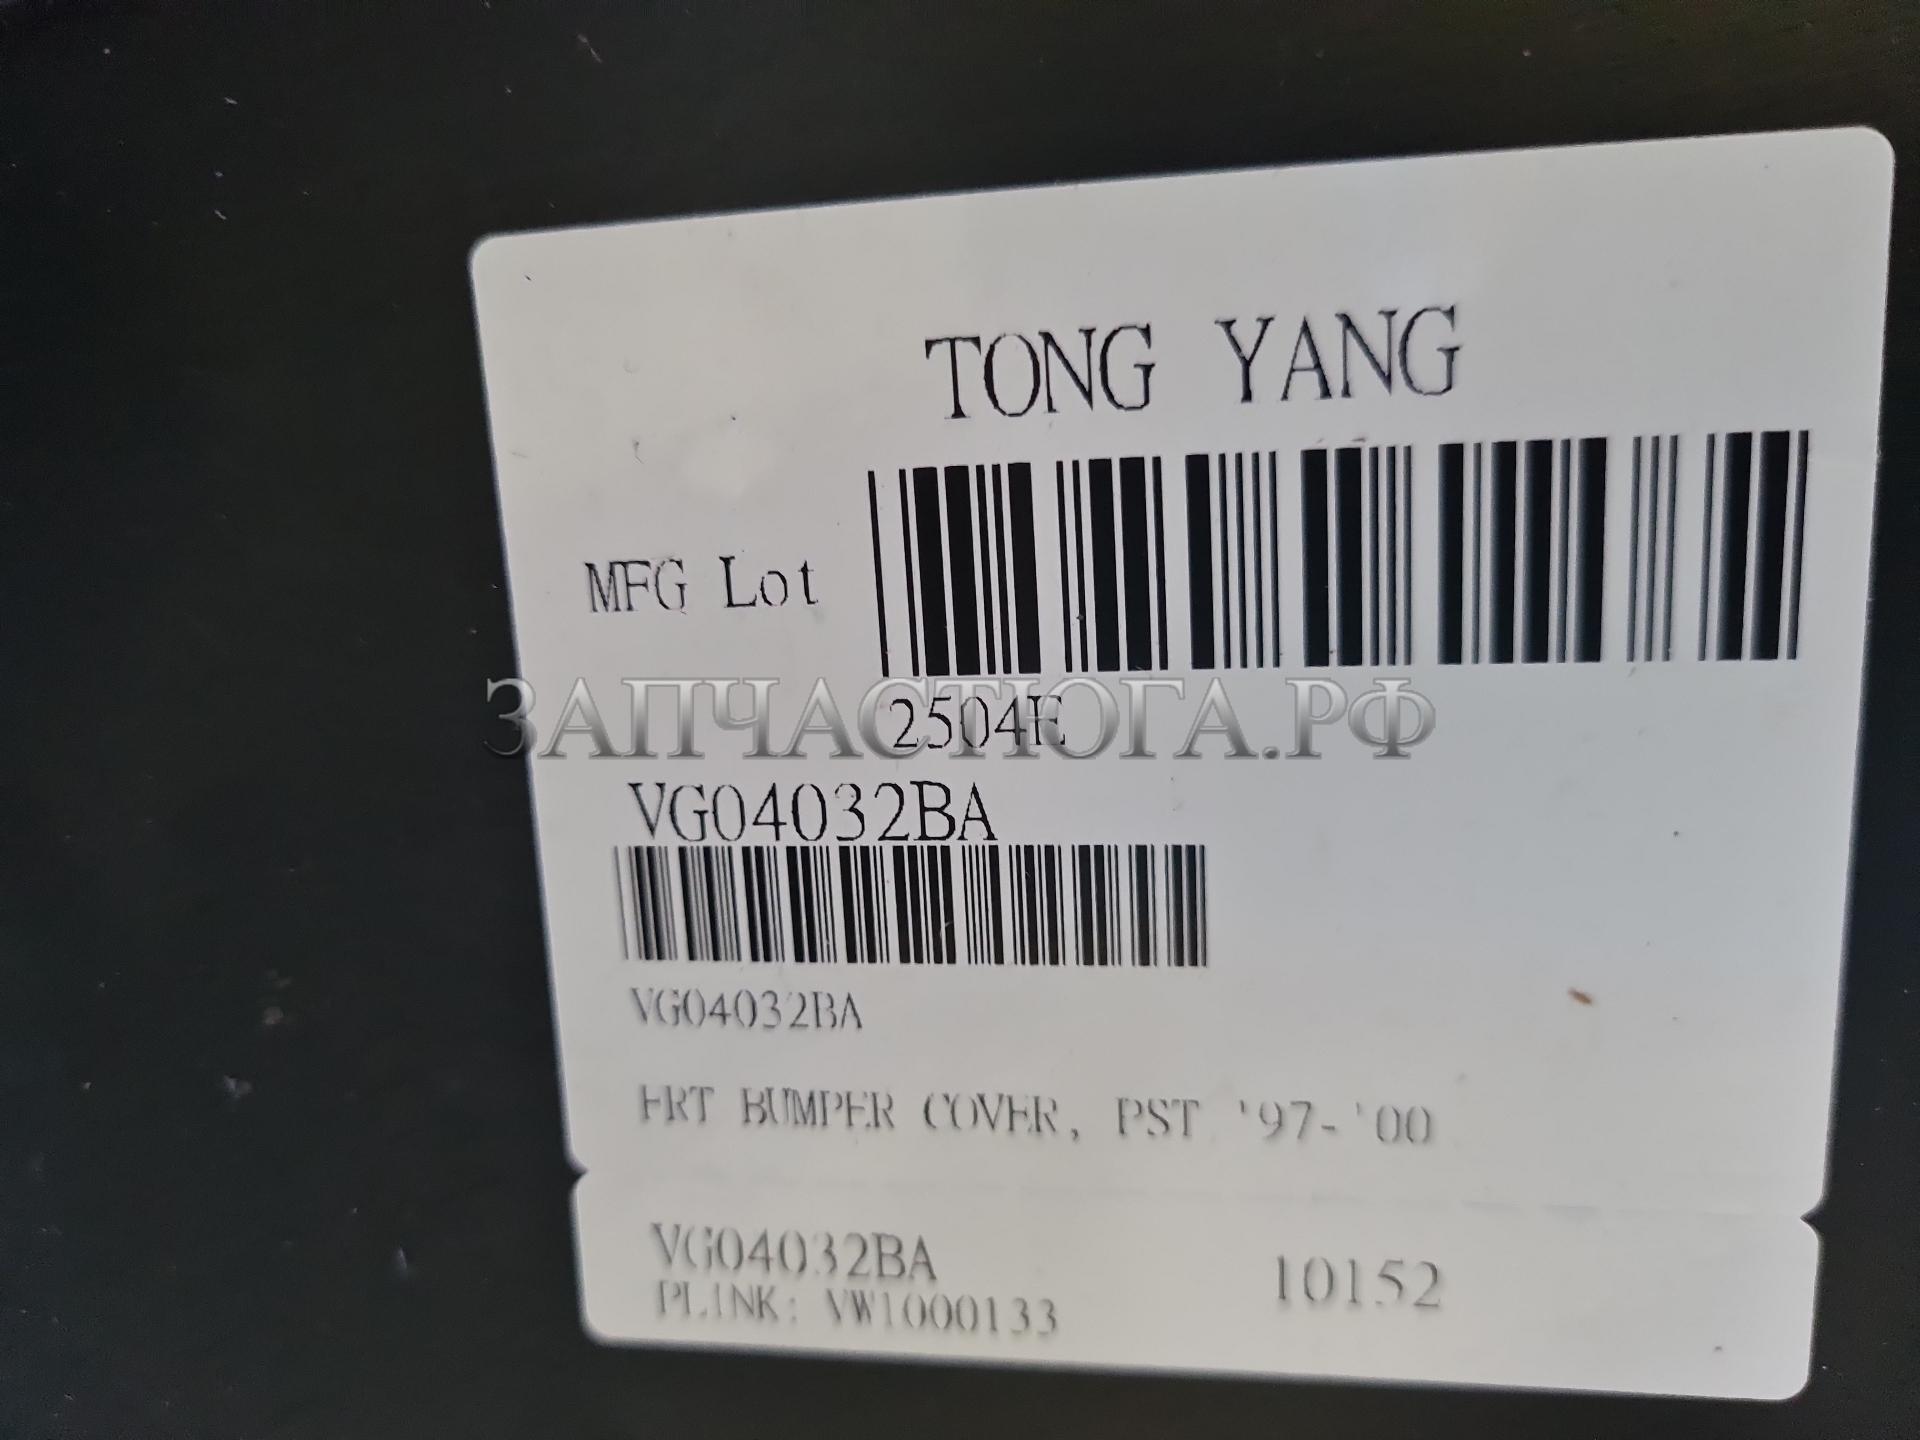 TONG YANG
MFG Lot
ЗАПЧАСТЮГА.РФ
2504E
VG04032BA
VG04032BA
FRT BUMPER COVER, PST '97-'00
VG04032BA 10152
PLINK: VW1000133